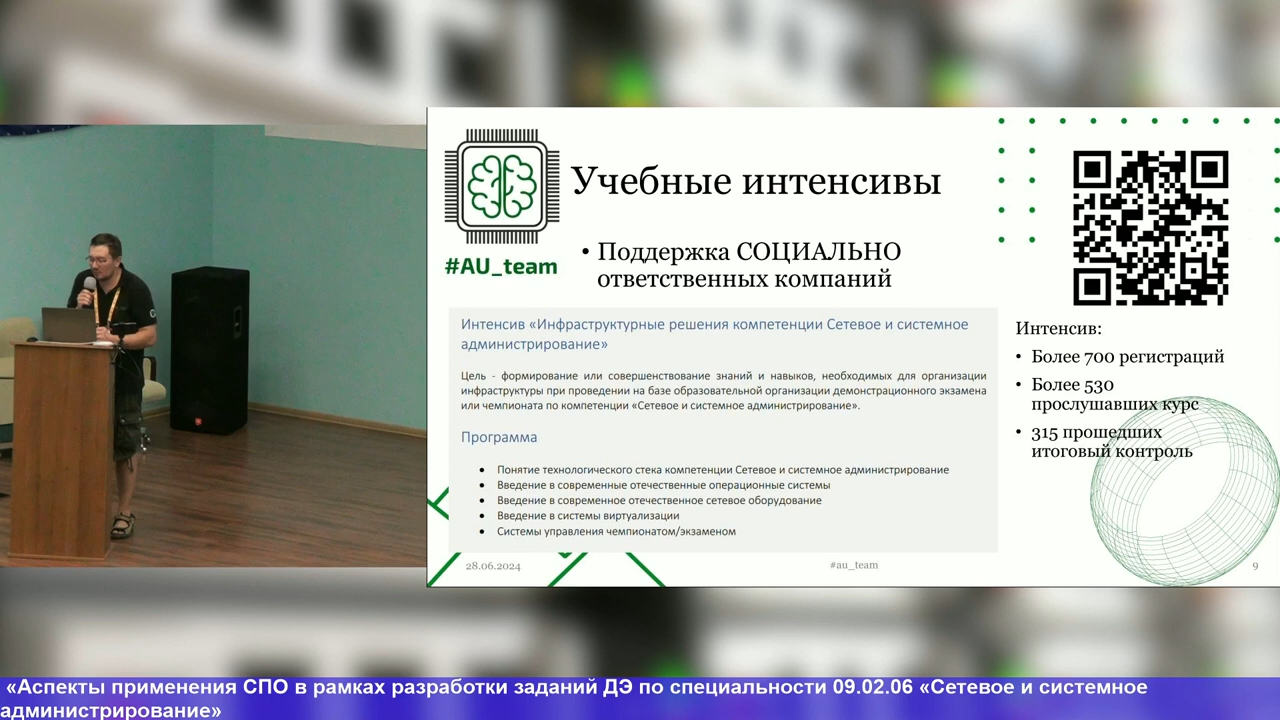 Учебные интенсивы
#AU_team
• Поддержка СОЦИАЛЬНО
ответственных компаний
Интенсив «Инфраструктурные решения компетенции Сетевое и системное
администрирование»
Цель - формирование или совершенствование знаний и навыков, необходимых для организации
инфраструктуры при проведении на базе образовательной организации демонстрационного экзамена
или чемпионата по компетенции «Сетевое и системное администрирование».
Программа
• Понятие технологического стека компетенции Сетевое и системное администрирование
• Введение в современные отечественные операционные системы
• Введение в современное отечественное сетевое оборудование
• Введение в системы виртуализации
• Системы управления чемпионатом/экзаменом
Интенсив:
• Более 700 регистраций
• Более 530
прослушавших курс
• 315 прошедших
итоговый контроль
28.06.2024
#au_team
9
«Аспекты применения СПО в рамках разработки заданий ДЭ по специальности 09.02.06 «Сетевое и системное
администрирование»